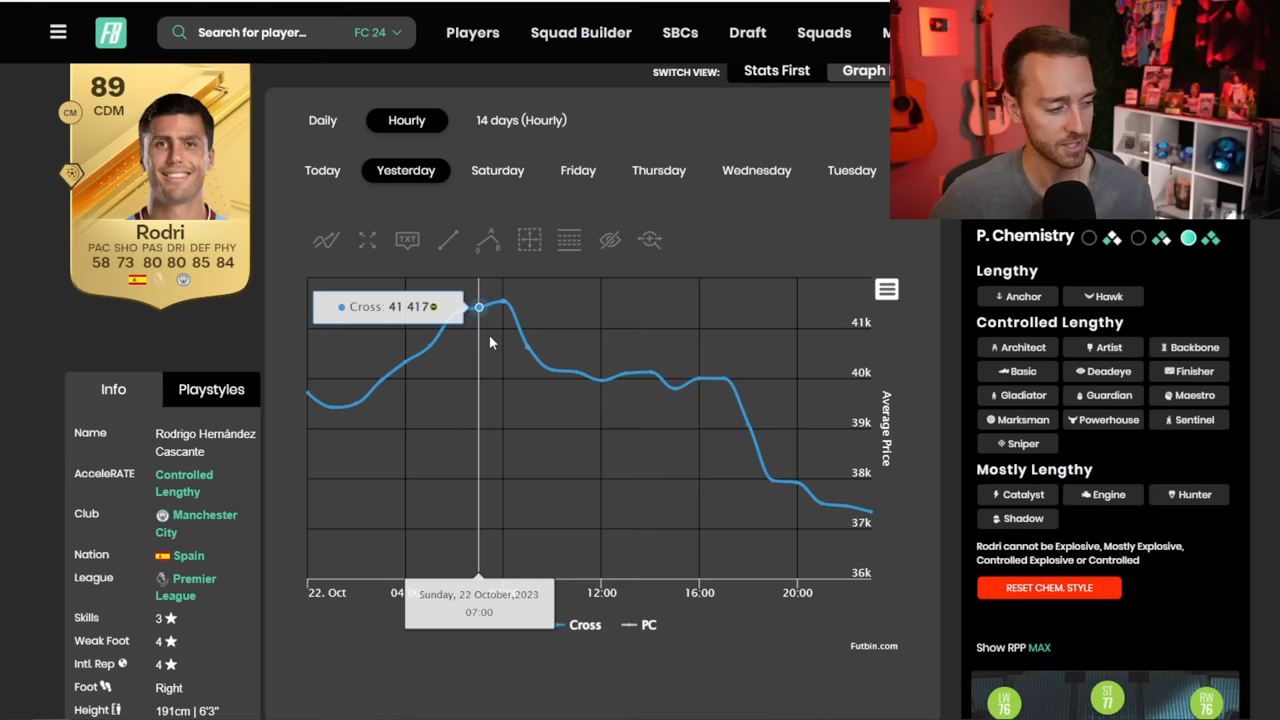 FB
Search for player...
FC 24
Players
Squad Builder
SBCs
Draft
Squads
SWITCH VIEW:
Stats First
Graph
89
CDM
CM
Rodri
PAC SHO PAS DRI DEF PHY
58 73 80 80 85 84
Daily
Hourly
14 days (Hourly)
Today
Yesterday
Saturday
Friday
Thursday
Wednesday
Tuesday
TXT
Cross: 41 417
41k
40k
39k
38k
37k
36k
Average Price
22. Oct
04:
12:00
16:00
20:00
Sunday, 22 October,2023
07:00
Cross
PC
Futbin.com
Info
Playstyles
Name
Rodrigo Hernández
Cascante
AcceleRATE
Controlled
Lengthy
Club
Manchester
City
Nation
Spain
League
Premier
League
Skills
3
Weak Foot
4
Intl. Rep
4
Foot
Right
Height
191cm | 6'3"
P. Chemistry
Lengthy
Anchor
Hawk
Controlled Lengthy
Architect
Artist
Backbone
Basic
Deadeye
Finisher
Gladiator
Guardian
Maestro
Marksman
Powerhouse
Sentinel
Sniper
Mostly Lengthy
Catalyst
Engine
Hunter
Shadow
Rodri cannot be Explosive, Mostly Explosive,
Controlled Explosive or Controlled
RESET CHEM. STYLE
Show RPP MAX
LW
76
ST
77
RW
76